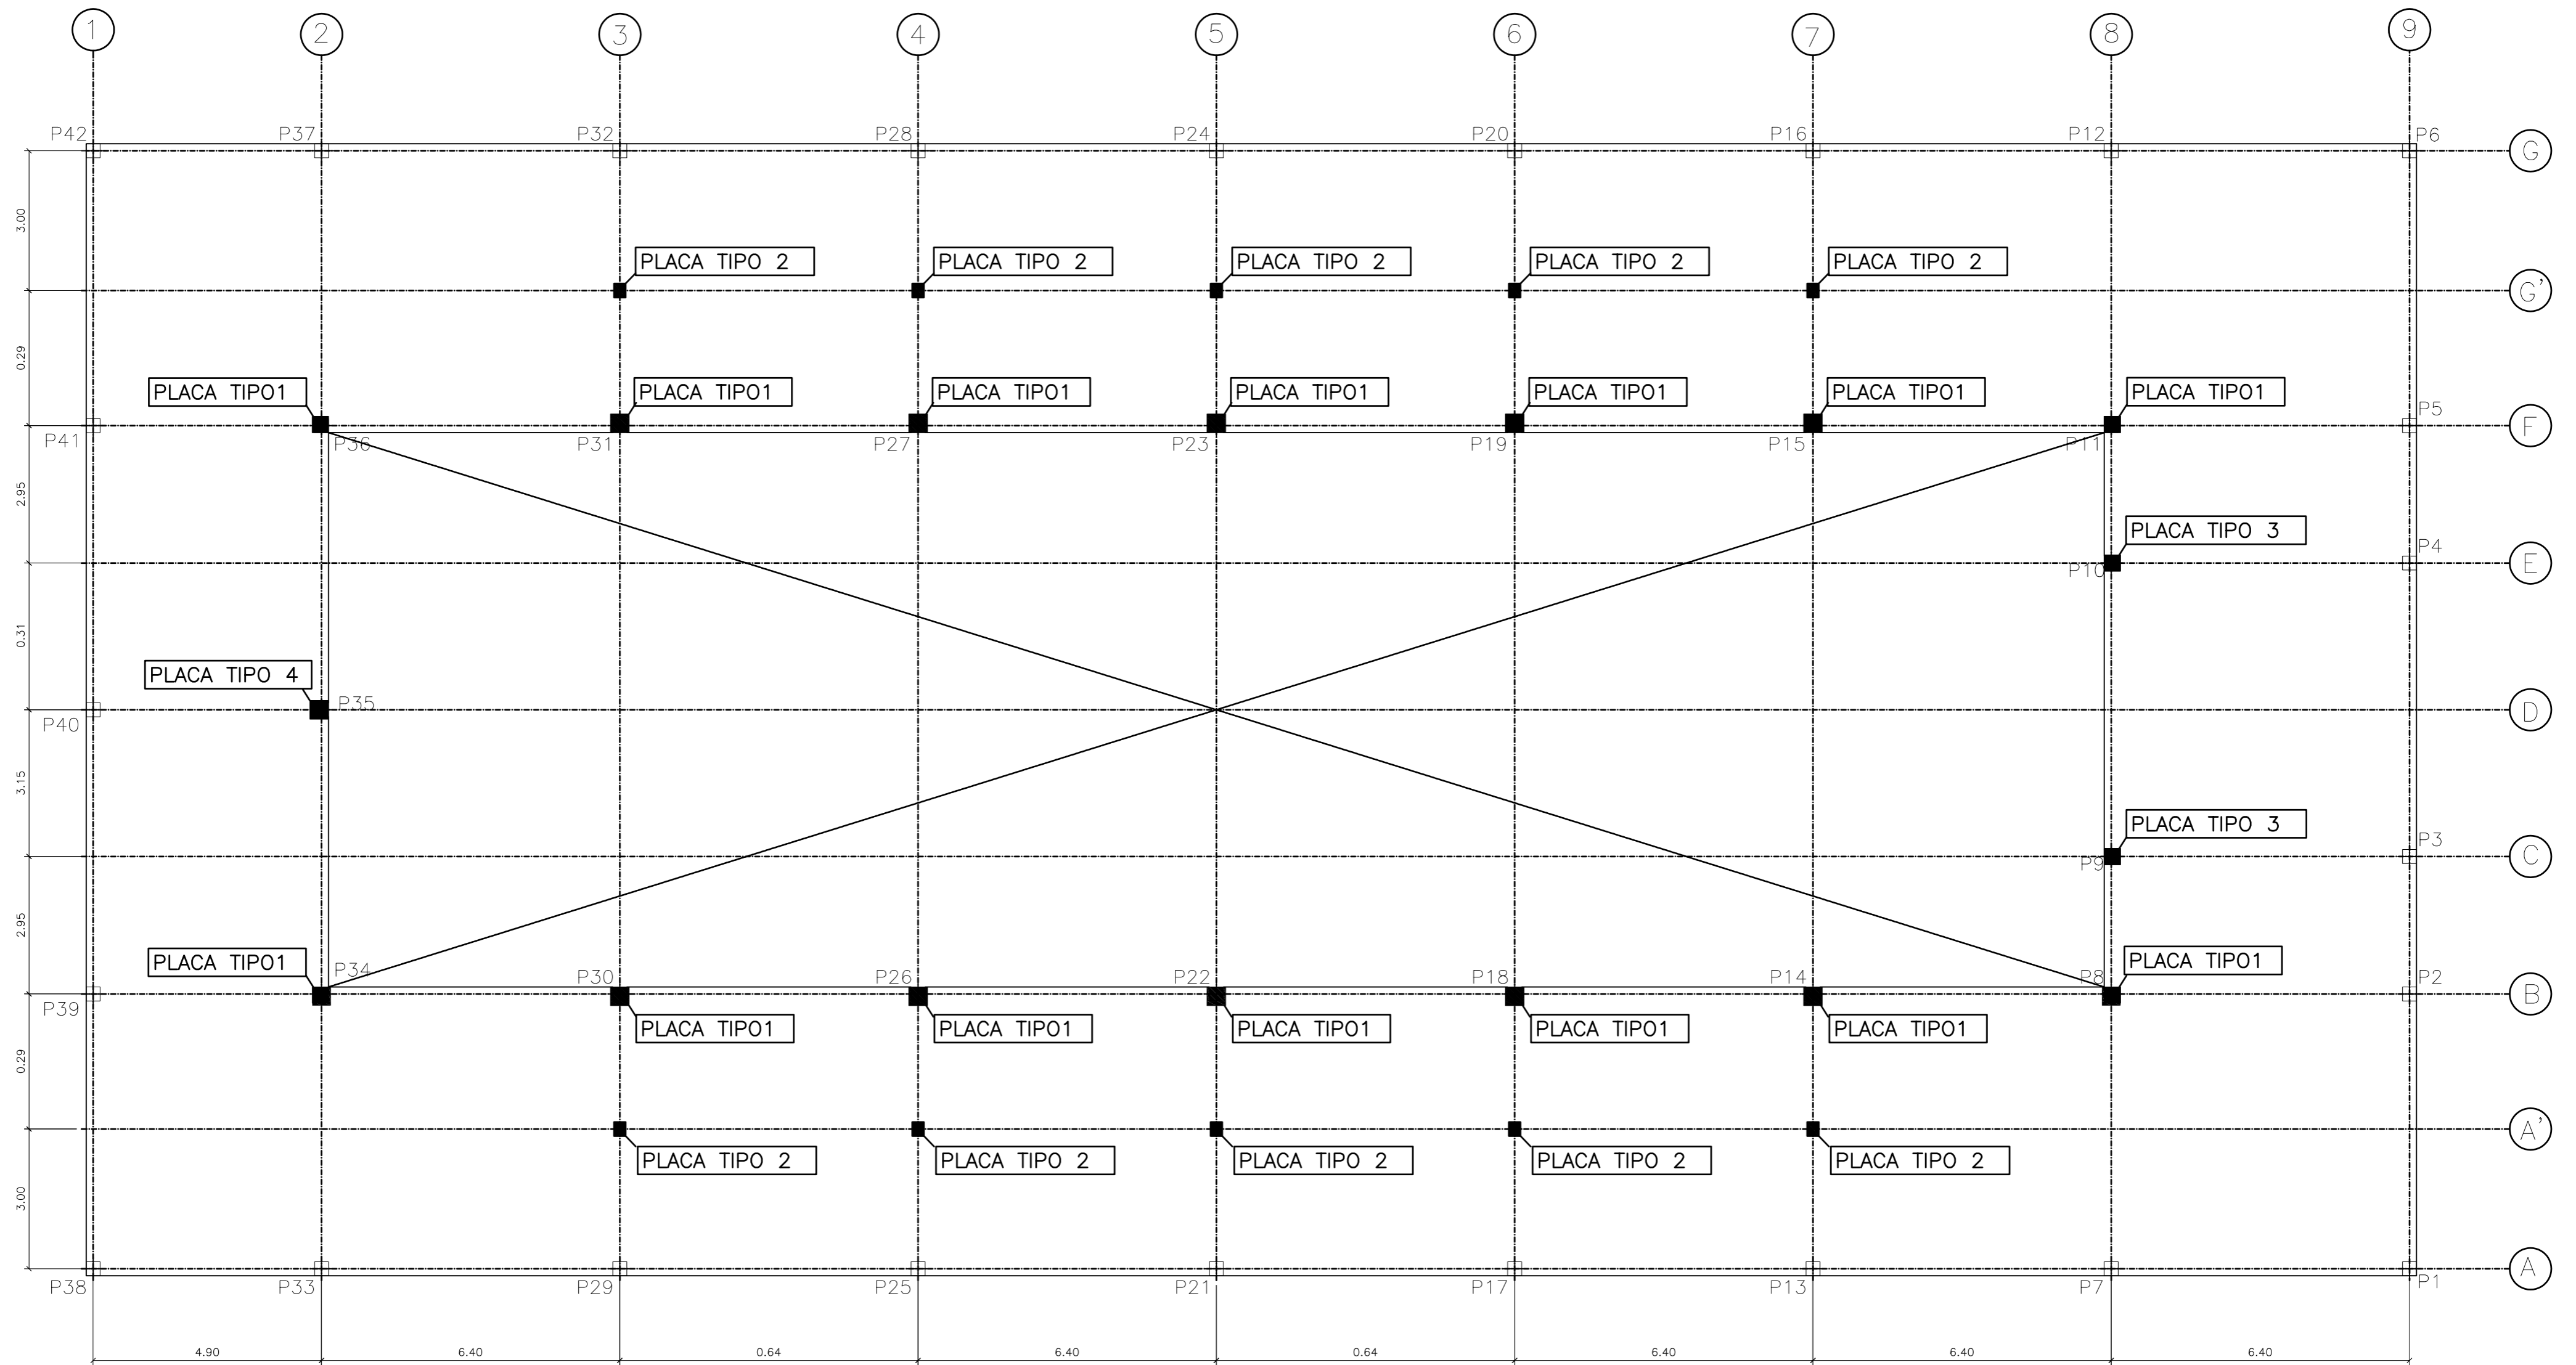 1 2 3 4 5 6 7 8 9
P42 P37 P32 P28 P24 P20 P16 P12 P6
G
3.00
PLACA TIPO 2 PLACA TIPO 2 PLACA TIPO 2 PLACA TIPO 2 PLACA TIPO 2
G'
0.29
PLACA TIPO1 PLACA TIPO1 PLACA TIPO1 PLACA TIPO1 PLACA TIPO1 PLACA TIPO1 PLACA TIPO1
P5
F
P41 P36 P31 P27 P23 P19 P15 P11
2.95
PLACA TIPO 3
P4
E
P10
0.31
PLACA TIPO 4
P35
D
P40
3.15
PLACA TIPO 3
P3
C
P9
2.95
PLACA TIPO1 PLACA TIPO1
P34 P30 P26 P22 P18 P14 P8 P2
B
P39
PLACA TIPO1 PLACA TIPO1 PLACA TIPO1 PLACA TIPO1 PLACA TIPO1
0.29
A'
PLACA TIPO 2 PLACA TIPO 2 PLACA TIPO 2 PLACA TIPO 2 PLACA TIPO 2
3.00
A
P38 P33 P29 P25 P21 P17 P13 P7 P1
4.90 6.40 0.64 6.40 0.64 6.40 6.40 6.40